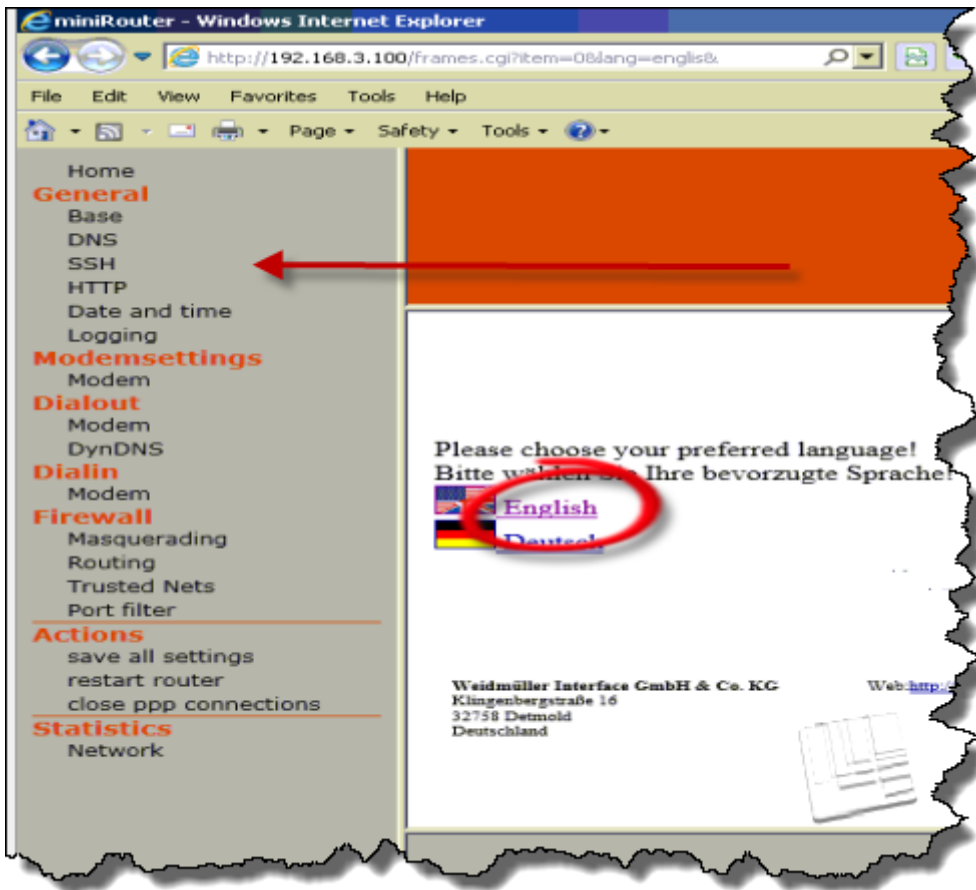 miniRouter - Windows Internet Explorer
http://192.168.3.100/frames.cgi?item=0&lang=englis&
File Edit View Favorites Tools Help
Page Safety Tools
Home
General
Base
DNS
SSH
HTTP
Date and time
Logging
Modemsettings
Modem
Dialout
Modem
DynDNS
Dialin
Modem
Firewall
Masquerading
Routing
Trusted Nets
Port filter
Actions
save all settings
restart router
close ppp connections
Statistics
Network
Please choose your preferred language!
Bitte wählen Sie Ihre bevorzugte Sprache!
English
Deutsch
Weidmüller Interface GmbH & Co. KG
Klingenbergstraße 16
32758 Detmold
Deutschland
Web:http:/